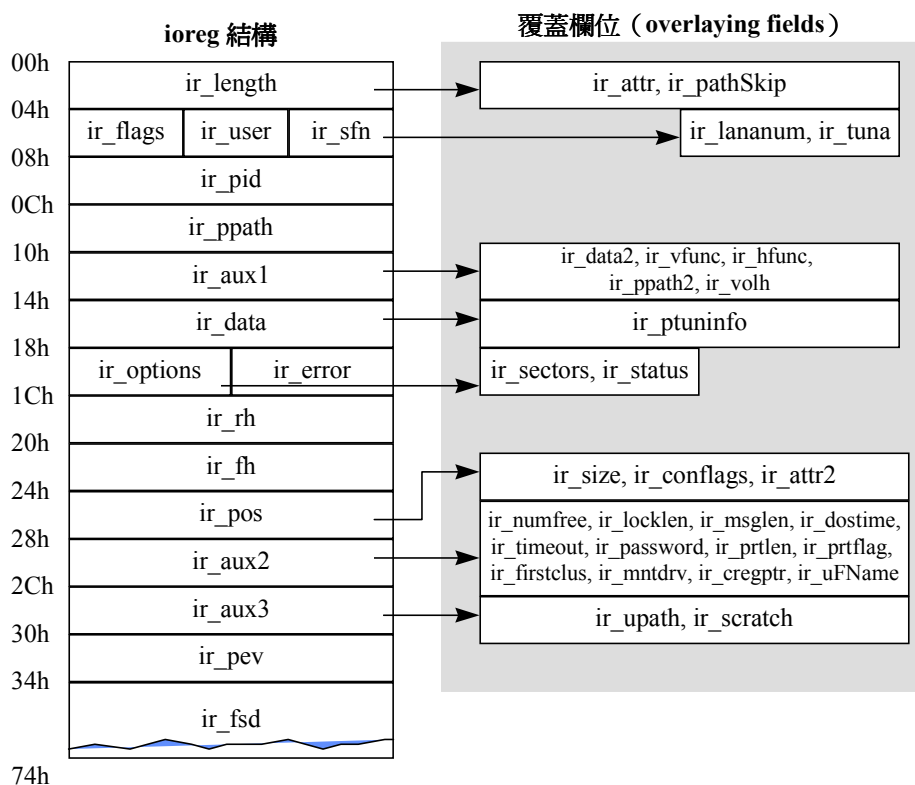 ioreg 結構
覆蓋欄位（overlaying fields）
00h
ir_length
ir_attr, ir_pathSkip
04h
ir_flags
ir_user
ir_sfn
ir_lananum, ir_tuna
08h
ir_pid
0Ch
ir_ppath
10h
ir_aux1
ir_data2, ir_vfunc, ir_hfunc,
ir_ppath2, ir_volh
14h
ir_data
ir_ptuninfo
18h
ir_options
ir_error
ir_sectors, ir_status
1Ch
ir_rh
20h
ir_fh
ir_size, ir_conflags, ir_attr2
24h
ir_pos
28h
ir_aux2
ir_numfree, ir_locklen, ir_msglen, ir_dostime,
ir_timeout, ir_password, ir_prtlen, ir_prtflag,
ir_firstclus, ir_mntdrv, ir_cregptr, ir_uFName
2Ch
ir_aux3
ir_upath, ir_scratch
30h
ir_pev
34h
ir_fsd
74h